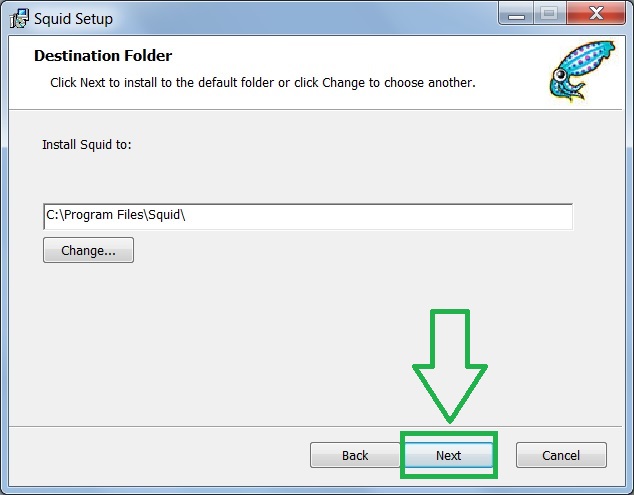 Squid Setup
Destination Folder
Click Next to install to the default folder or click Change to choose another.
Install Squid to:
C:\Program Files\Squid\
Change...
Back Next Cancel